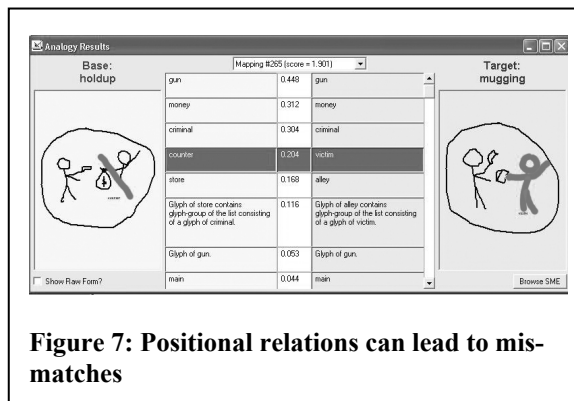 Analogy Results
Base:
holdup
Mapping #265 (score = 1.901)
Target:
mugging
gun 0.448 gun
money 0.312 money
criminal 0.304 criminal
counter 0.204 victim
store 0.168 alley
Glyph of store contains glyph-group of the list consisting of a glyph of criminal. 0.116 Glyph of alley contains glyph-group of the list consisting of a glyph of victim.
Glyph of gun. 0.053 Glyph of gun.
main 0.044 main
Show Raw Form?
Browse SME
Figure 7: Positional relations can lead to mis-
matches